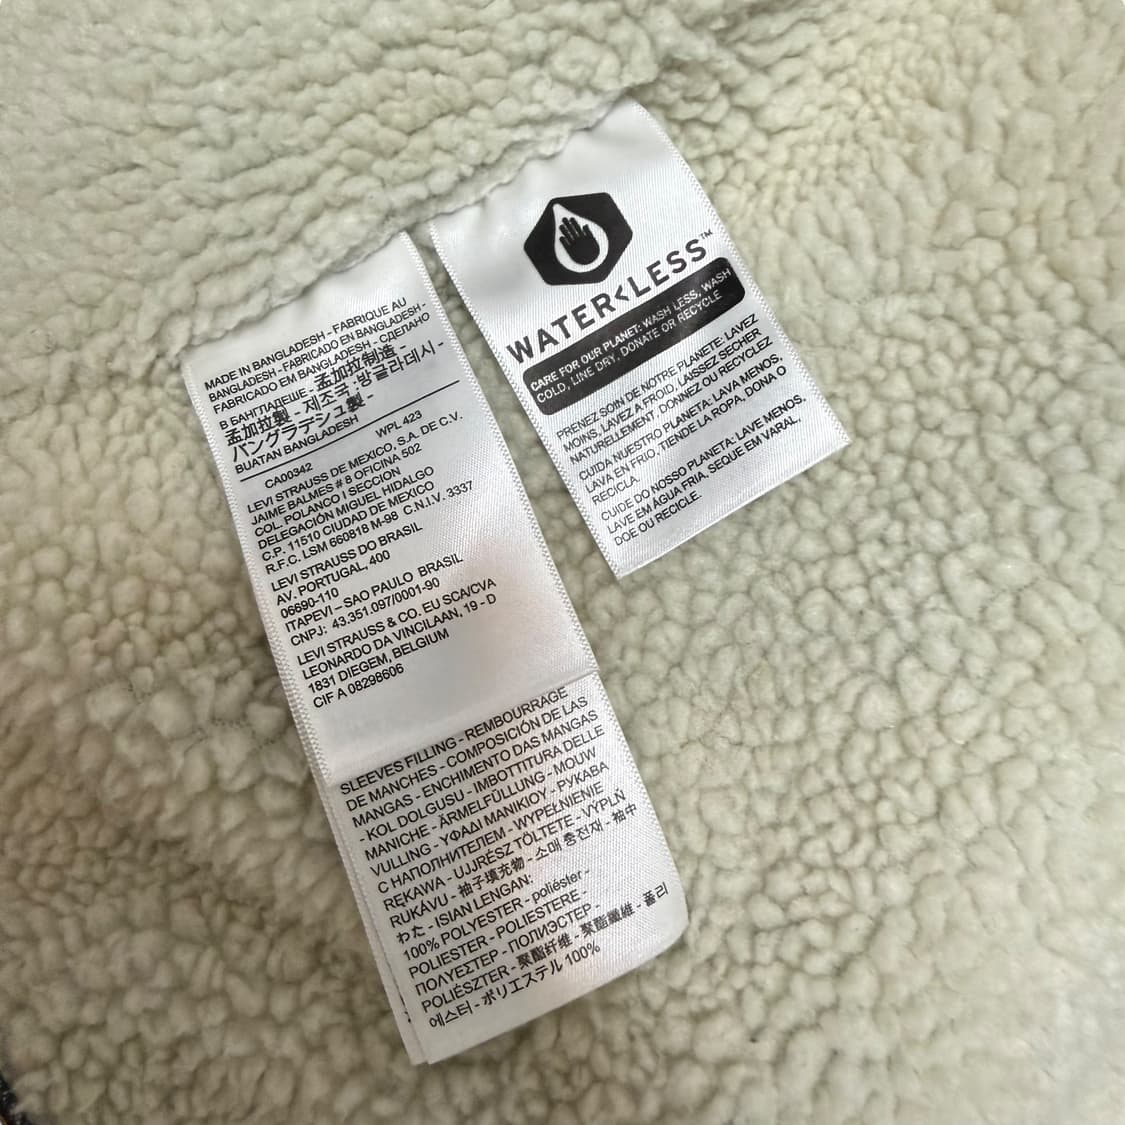 MADE IN BANGLADESH - FABRIQUE AU
BANGLADESH - FABRICADO EN BANGLADESH -
FABRICADO EM BANGLADESH - СДЕЛАНО
В БАНГЛАДЕШЕ - 孟加拉制造 -
孟加拉製 - 제조국:방글라데시 -
バングラデシュ製 -
BUATAN BANGLADESH
WPL 423
CA00342
LEVI STRAUSS DE MEXICO, S.A. DE C.V.
JAIME BALMES # 8 OFICINA 502
COL. POLANCO I SECCION
DELEGACIÓN MIGUEL HIDALGO
C.P. 11510 CIUDAD DE MEXICO
R.F.C. LSM 660818 M-98 C.N.I.V. 3337
LEVI STRAUSS DO BRASIL
AV. PORTUGAL, 400
06690-110
ITAPEVI – SAO PAULO BRASIL
CNPJ: 43.351.097/0001-90
LEVI STRAUSS & CO. EU SCA/CVA
LEONARDO DA VINCILAAN, 19 - D
1831 DIEGEM, BELGIUM
CIF A 08298606
SLEEVES FILLING - REMBOURRAGE
DE MANCHES - COMPOSICIÓN DE LAS
MANGAS - ENCHIMENTO DAS MANGAS
- KOL DOLGUSU - IMBOTTITURA DELLE
MANICHE - ÄRMELFÜLLUNG - MOUW
VULLING - ΥΦΑΔΙ ΜΑΝΙΚΙΟΥ - РУКАВА
С НАПОЛНИТЕЛЕМ - WYPEŁNIENIE
RĘKAWA - UJJRÉSZ TÖLTETE - VÝPLŇ
RUKÁVU - 袖子填充物 - 소매 충전재 - 袖中
わた - ISIAN LENGAN:
100% POLYESTER - poliéster -
POLIESTER - POLIESTERE -
ΠΟΛΥΕΣΤΕΡ - ПОЛИЭСТЕР -
POLIÉSZTER - 聚酯纤维 - 聚酯纖維 - 폴리
에스터 - ポリエステル 100%
WATER<LESS™
CARE FOR OUR PLANET: WASH LESS, WASH
COLD, LINE DRY, DONATE OR RECYCLE
PRENEZ SOIN DE NOTRE PLANÈTE: LAVEZ
MOINS, LAVEZ A FROID, LAISSEZ SÉCHER
NATURELLEMENT, DONNEZ OU RECYCLEZ
CUIDA NUESTRO PLANETA: LAVA MENOS,
LAVA EN FRÍO, TIENDE LA ROPA, DONA O
RECICLA.
CUIDE DO NOSSO PLANETA: LAVE MENOS,
LAVE EM ÁGUA FRIA, SEQUE EM VARAL,
DOE OU RECICLE.